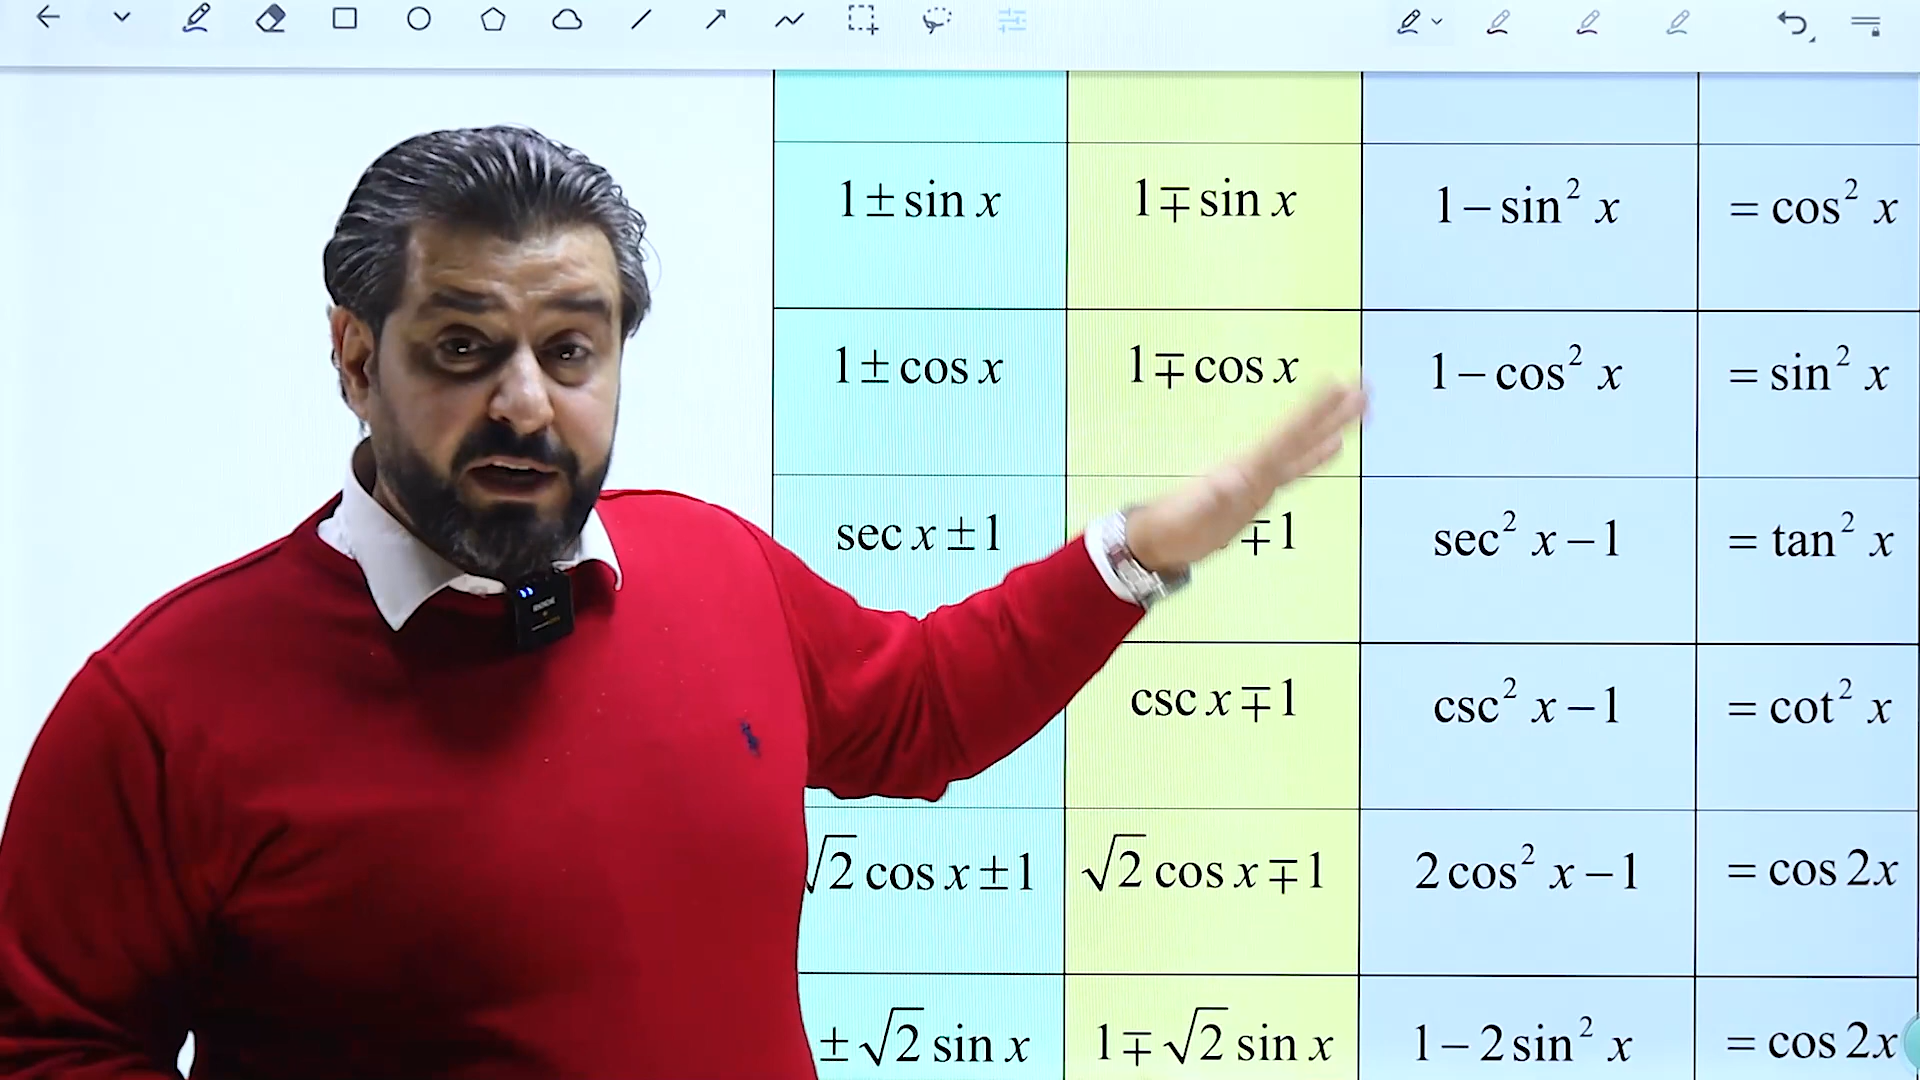 1 ± sin x 1 ∓ sin x 1 − sin² x = cos² x
1 ± cos x 1 ∓ cos x 1 − cos² x = sin² x
sec x ± 1 ∓ 1 sec² x − 1 = tan² x
csc x ∓ 1 csc² x − 1 = cot² x
√2 cos x ± 1 √2 cos x ∓ 1 2 cos² x − 1 = cos 2x
± √2 sin x 1 ∓ √2 sin x 1 − 2 sin² x = cos 2x
RODE